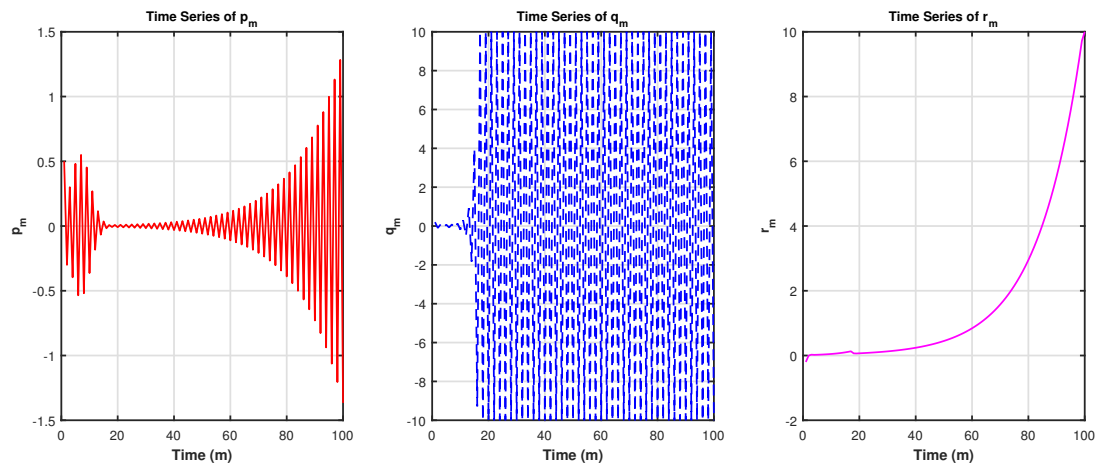 Time Series of p_m
1.5
1
0.5
0
-0.5
-1
-1.5
p_m
0 20 40 60 80 100
Time (m)
Time Series of q_m
10
8
6
4
2
0
-2
-4
-6
-8
-10
q_m
0 20 40 60 80 100
Time (m)
Time Series of r_m
10
8
6
4
2
0
-2
r_m
0 20 40 60 80 100
Time (m)